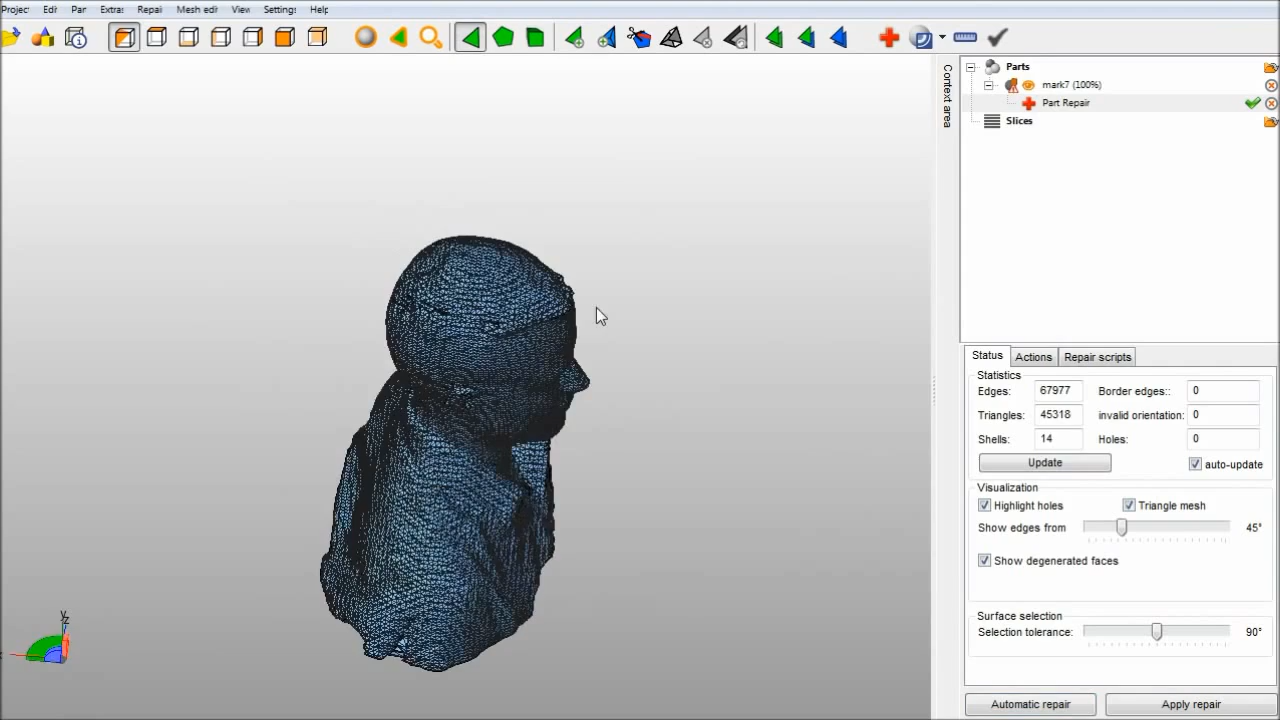 Project
Edi
Par
Extras
Repai
Mesh edi
View
Settings
Help
Context area
Parts
mark7 (100%)
Part Repair
Slices
Status
Actions
Repair scripts
Statistics
Edges: 67977 Border edges:: 0
Triangles: 45318 invalid orientation: 0
Shells: 14 Holes: 0
Update auto-update
Visualization
Highlight holes Triangle mesh
Show edges from 45°
Show degenerated faces
Surface selection
Selection tolerance: 90°
Automatic repair Apply repair